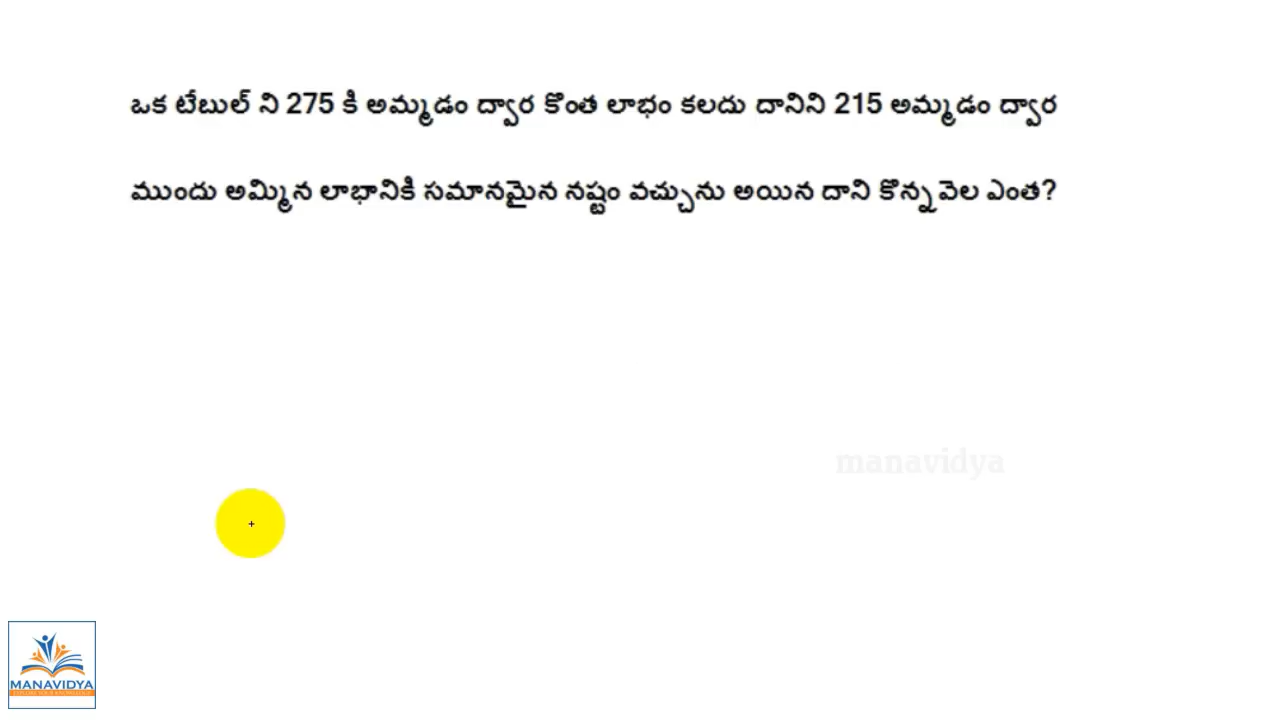 ఒక టేబుల్ ని 275 కి అమ్మడం ద్వార కొంత లాభం కలదు దానిని 215 అమ్మడం ద్వార
ముందు అమ్మిన లాభానికి సమానమైన నష్టం వచ్చును అయిన దాని కొన్న వెల ఎంత?
manavidya
MANAVIDYA